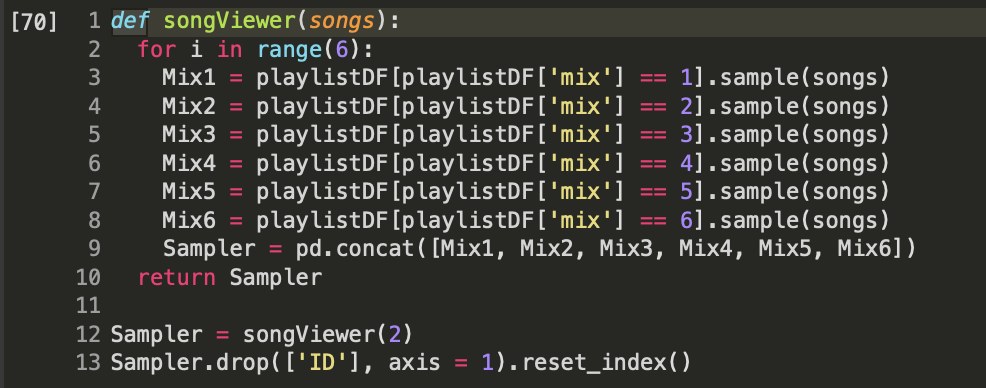 [70] 1 def songViewer(songs):
2 for i in range(6):
3 Mix1 = playlistDF[playlistDF['mix'] == 1].sample(songs)
4 Mix2 = playlistDF[playlistDF['mix'] == 2].sample(songs)
5 Mix3 = playlistDF[playlistDF['mix'] == 3].sample(songs)
6 Mix4 = playlistDF[playlistDF['mix'] == 4].sample(songs)
7 Mix5 = playlistDF[playlistDF['mix'] == 5].sample(songs)
8 Mix6 = playlistDF[playlistDF['mix'] == 6].sample(songs)
9 Sampler = pd.concat([Mix1, Mix2, Mix3, Mix4, Mix5, Mix6])
10 return Sampler
11
12 Sampler = songViewer(2)
13 Sampler.drop(['ID'], axis = 1).reset_index()